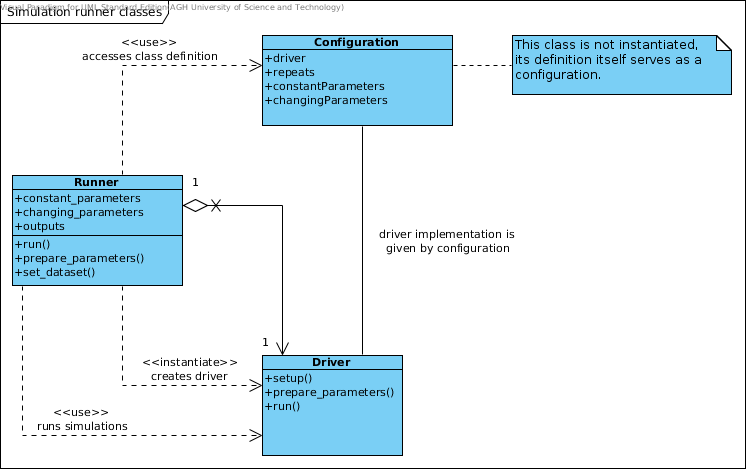 Visual Paradigm for UML Standard Edition(AGH University of Science and Technology)
Simulation runner classes
<<use>>
accesses class definition
Configuration
+driver
+repeats
+constantParameters
+changingParameters
This class is not instantiated,
its definition itself serves as a
configuration.
Runner
+constant_parameters
+changing_parameters
+outputs
+run()
+prepare_parameters()
+set_dataset()
1
driver implementation is
given by configuration
1
<<instantiate>>
creates driver
Driver
+setup()
+prepare_parameters()
+run()
<<use>>
runs simulations